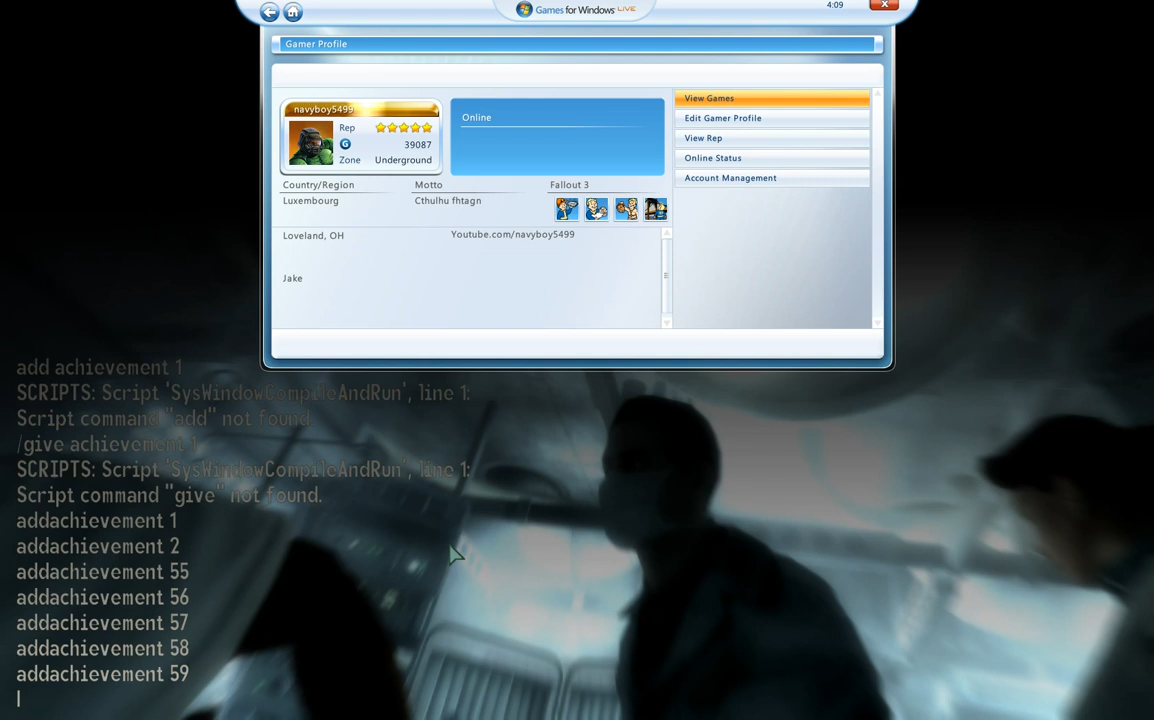 Games for Windows LIVE
4:09
Gamer Profile
navyboy5499
Rep
G 39087
Zone Underground
Online
Country/Region
Luxembourg
Motto
Cthulhu fhtagn
Fallout 3
Loveland, OH
Youtube.com/navyboy5499
Jake
View Games
Edit Gamer Profile
View Rep
Online Status
Account Management
add achievement 1
SCRIPTS: Script 'SysWindowCompileAndRun', line 1:
Script command "add" not found
/give achievement 1
SCRIPTS: Script 'SysWindowCompileAndRun', line 1:
Script command "give" not found.
addachievement 1
addachievement 2
addachievement 55
addachievement 56
addachievement 57
addachievement 58
addachievement 59